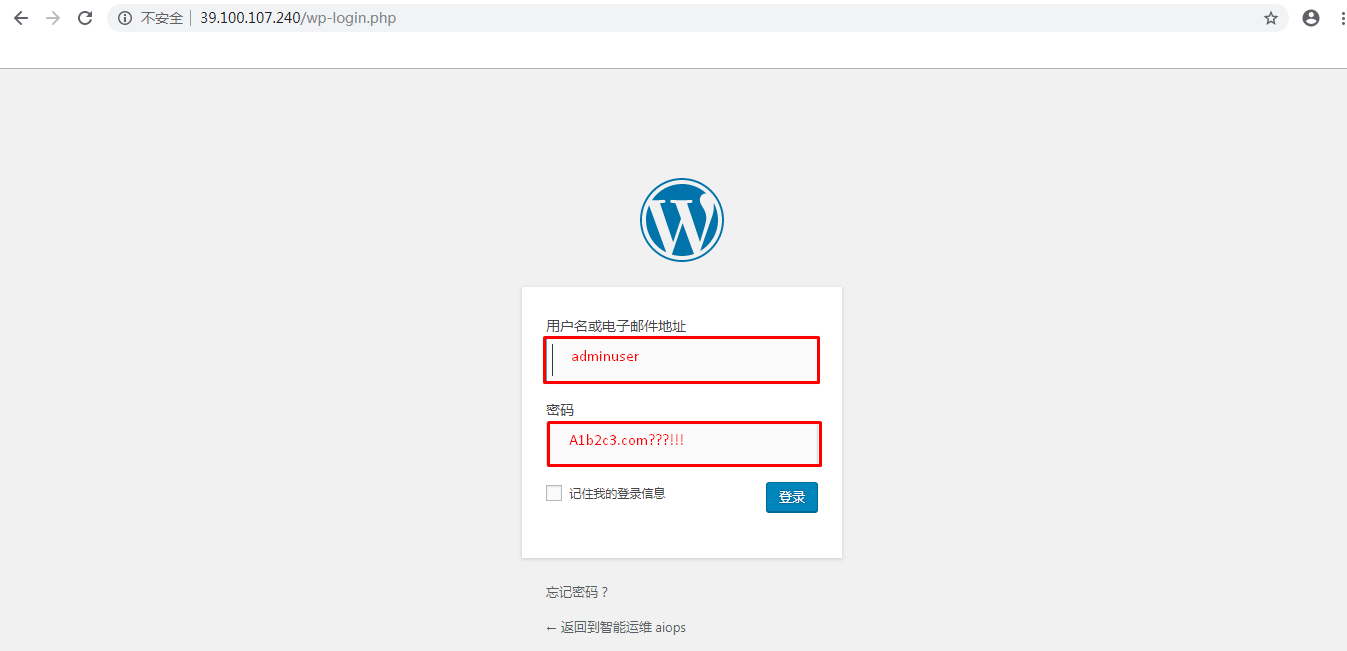 不安全 39.100.107.240/wp-login.php
用户名或电子邮件地址
adminuser
密码
A1b2c3.com???!!!
记住我的登录信息 登录
忘记密码？
← 返回到智能运维 aiops